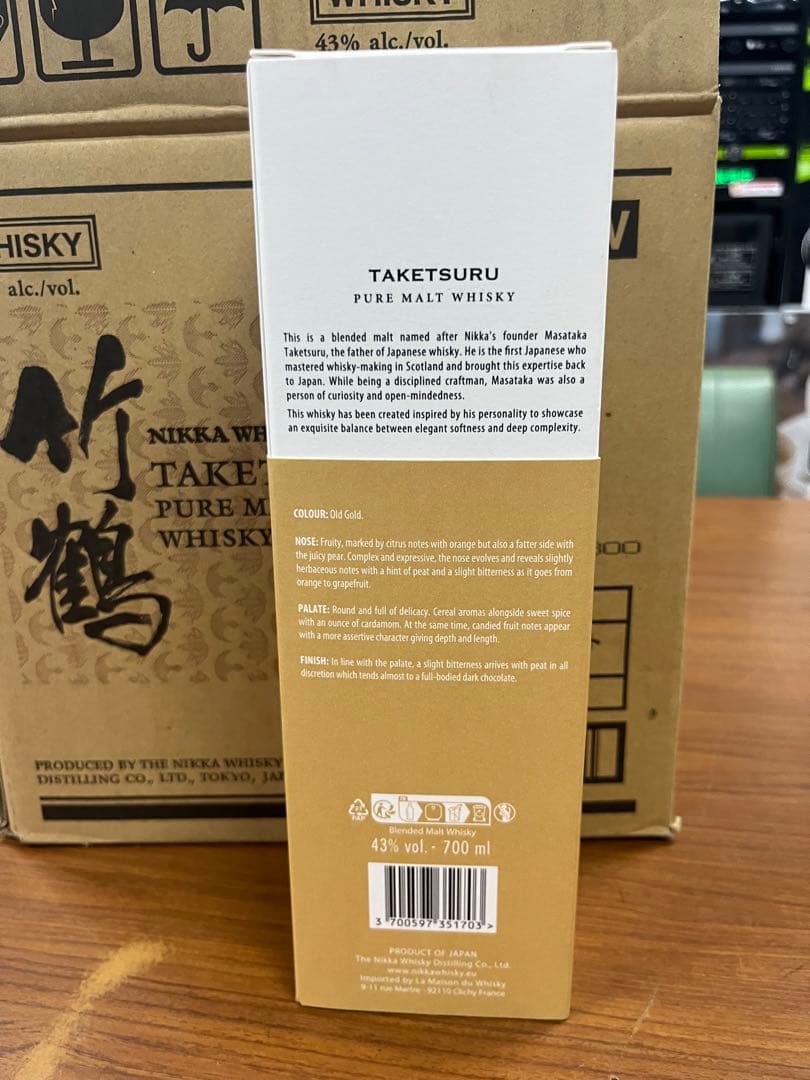 WHISKY
43% alc./vol.
HISKY
alc./vol.
竹鶴
NIKKA WH
TAKET
PURE M
WHISKY
PRODUCED BY THE NIKKA WHISKY
DISTILLING CO., LTD., TOKYO, JA
W
TAKETSURU
PURE MALT WHISKY
This is a blended malt named after Nikka's founder Masataka
Taketsuru, the father of Japanese whisky. He is the first Japanese who
mastered whisky-making in Scotland and brought this expertise back
to Japan. While being a disciplined craftman, Masataka was also a
person of curiosity and open-mindedness.
This whisky has been created inspired by his personality to showcase
an exquisite balance between elegant softness and deep complexity.
COLOUR: Old Gold.
NOSE: Fruity, marked by citrus notes with orange but also a fatter side with
the juicy pear. Complex and expressive, the nose evolves and reveals slightly
herbaceous notes with a hint of peat and a slight bitterness as it goes from
orange to grapefruit.
PALATE: Round and full of delicacy. Cereal aromas alongside sweet spice
with an ounce of cardamom. At the same time, candied fruit notes appear
with a more assertive character giving depth and length.
FINISH: In line with the palate, a slight bitterness arrives with peat in all
discretion which tends almost to a full-bodied dark chocolate.
21
PAP
Blended Malt Whisky
43% vol. - 700 ml
3 700597 351703 >
PRODUCT OF JAPAN
The Nikka Whisky Distilling Co., Ltd.
www.nikkawhisky.eu
Imported by La Maison du Whisky
9-11 rue Martre - 92110 Clichy France